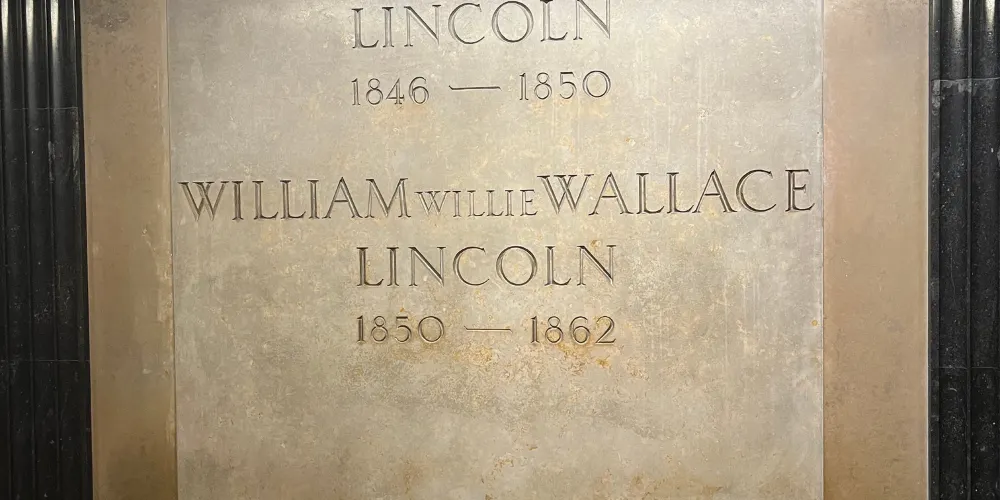 LINCOLN
1846 — 1850
WILLIAM WILLIE WALLACE
LINCOLN
1850 — 1862